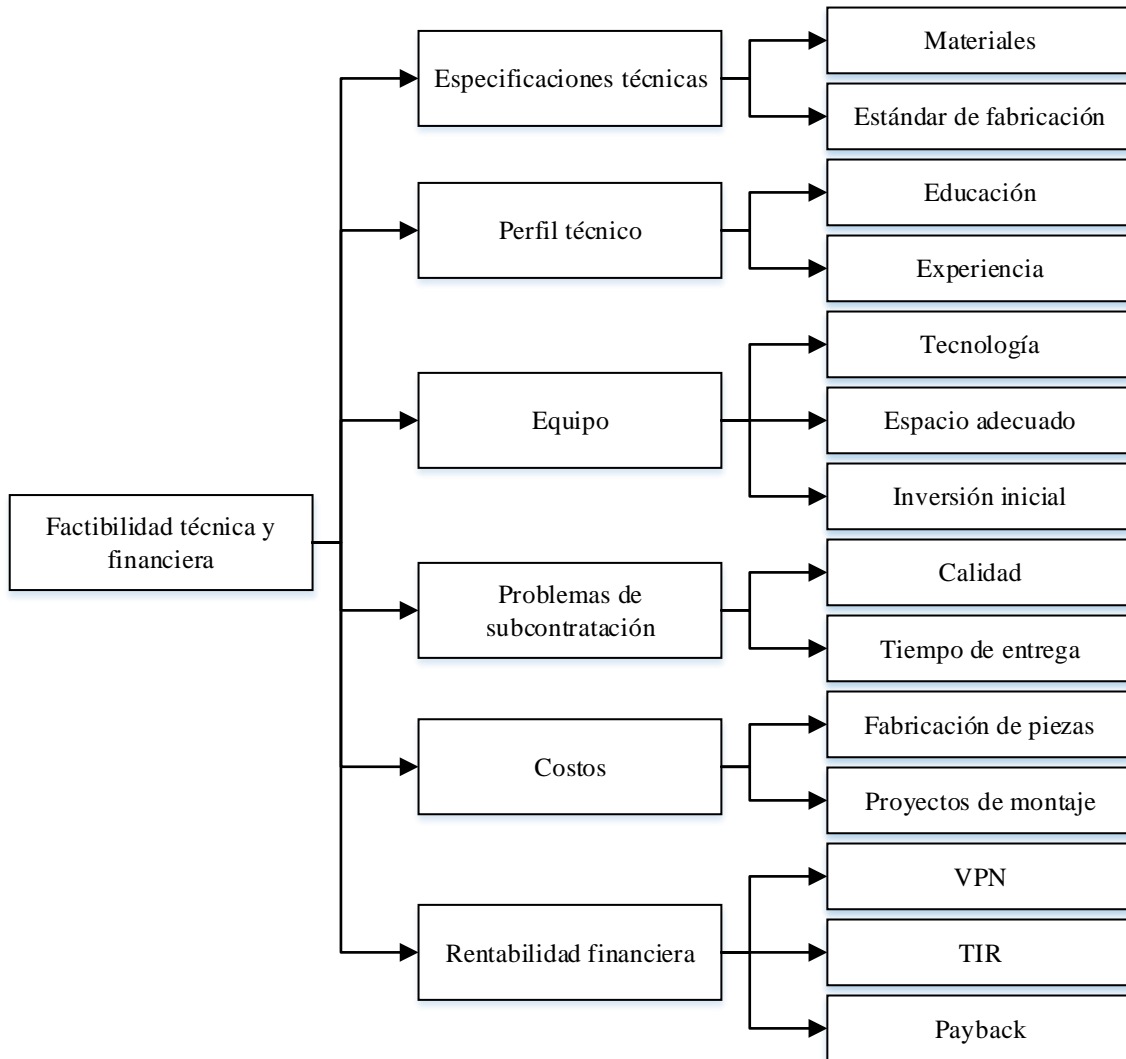 Factibilidad técnica y
financiera
Especificaciones técnicas
Materiales
Estándar de fabricación
Perfil técnico
Educación
Experiencia
Equipo
Tecnología
Espacio adecuado
Inversión inicial
Problemas de
subcontratación
Calidad
Tiempo de entrega
Costos
Fabricación de piezas
Proyectos de montaje
Rentabilidad financiera
VPN
TIR
Payback